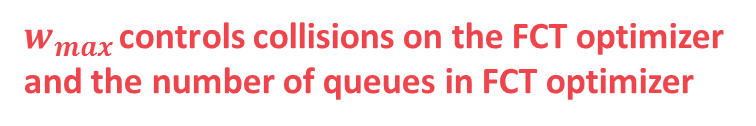 w_max controls collisions on the FCT optimizer
and the number of queues in FCT optimizer